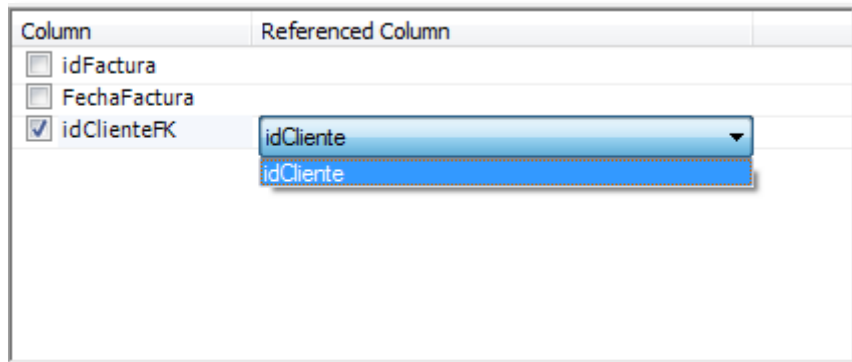 Column Referenced Column
idFactura
FechaFactura
idClienteFK idCliente
idCliente